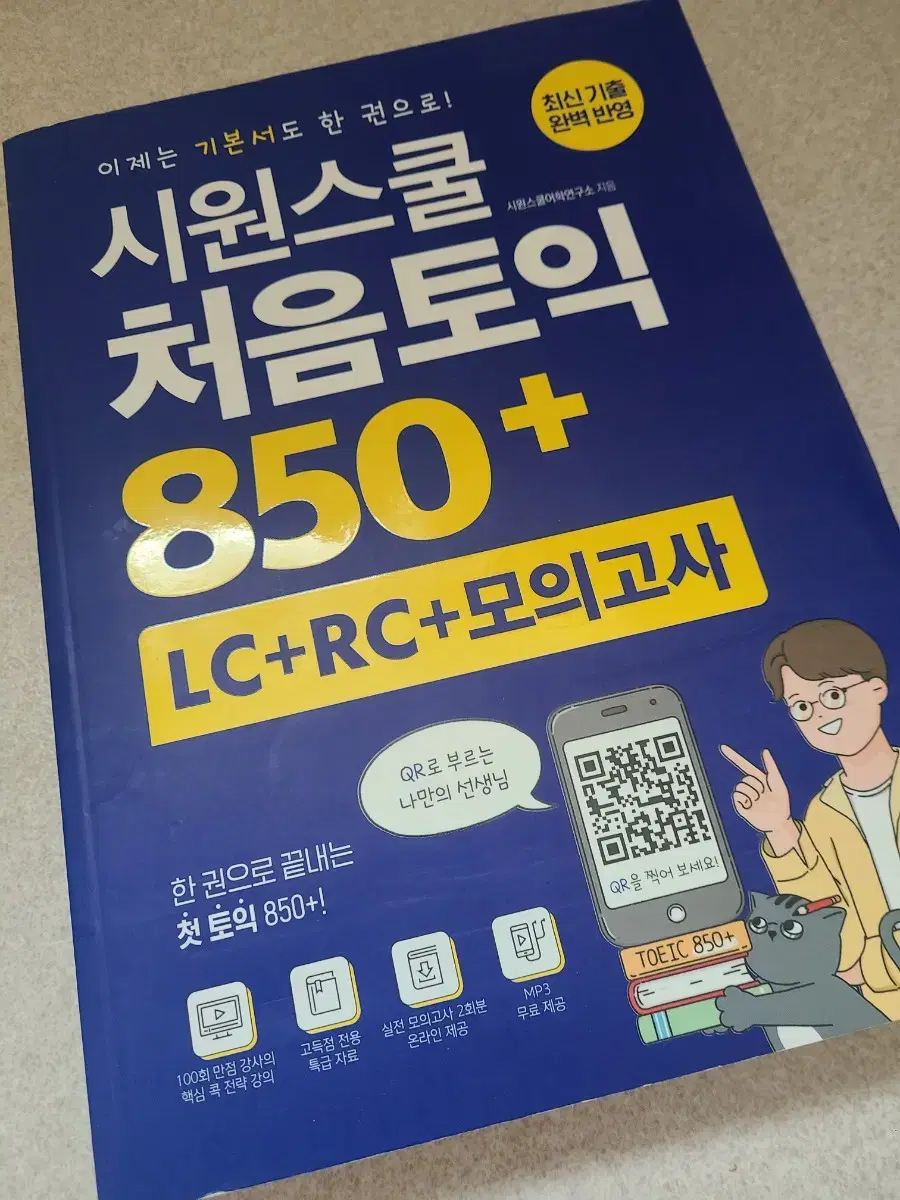 이제는 기본서도 한 권으로!
최신 기출
완벽 반영
시원스쿨
시원스쿨어학연구소 지음
처음토익
850+
LC+RC+모의고사
QR로 부르는
나만의 선생님
QR을 찍어 보세요!
한 권으로 끝내는
첫 토익 850+!
TOEIC 850+
100회 만점 강사의
핵심 콕 전략 강의
고득점 전용
특급 자료
실전 모의고사 2회분
온라인 제공
MP3
무료 제공